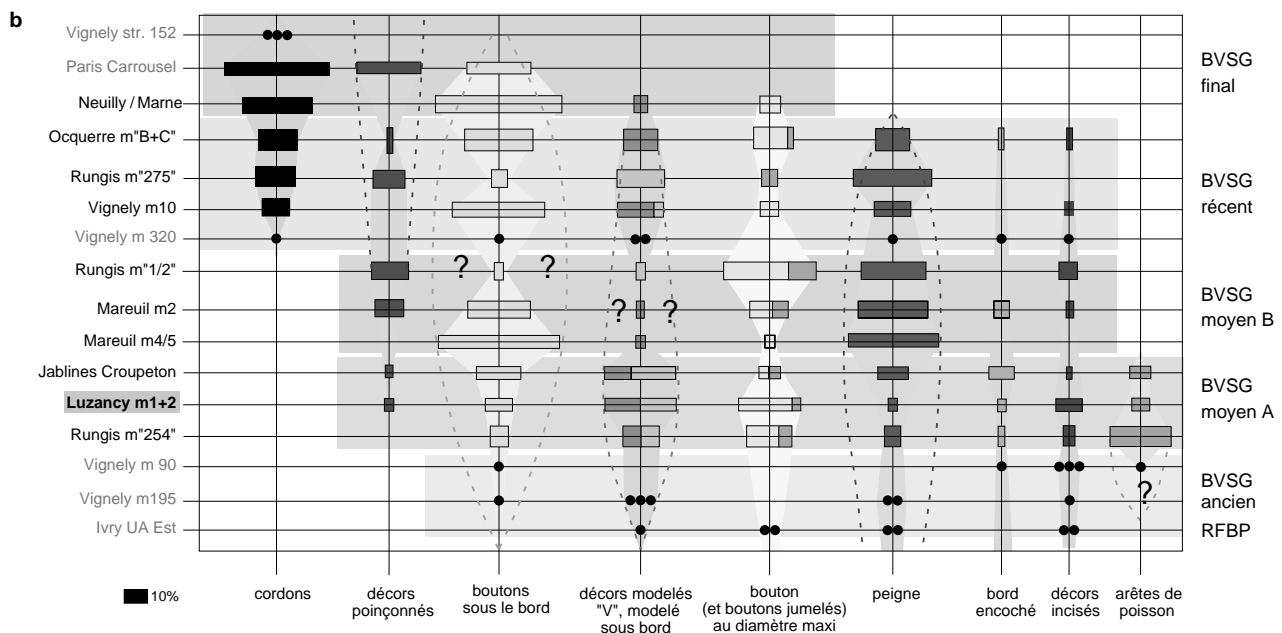 b
Vignely str. 152
Paris Carrousel
Neuilly / Marne
Ocquerre m"B+C"
Rungis m"275"
Vignely m10
Vignely m 320
Rungis m"1/2"
Mareuil m2
Mareuil m4/5
Jablines Croupeton
Luzancy m1+2
Rungis m"254"
Vignely m 90
Vignely m195
Ivry UA Est
? ?
? ?
?
BVSG
final
BVSG
récent
BVSG
moyen B
BVSG
moyen A
BVSG
ancien
RFBP
10%
cordons
décors
poinçonnés
boutons
sous le bord
décors modelés
"V", modelé
sous bord
bouton
(et boutons jumelés)
au diamètre maxi
peigne
bord
encoché
décors
incisés
arêtes de
poisson